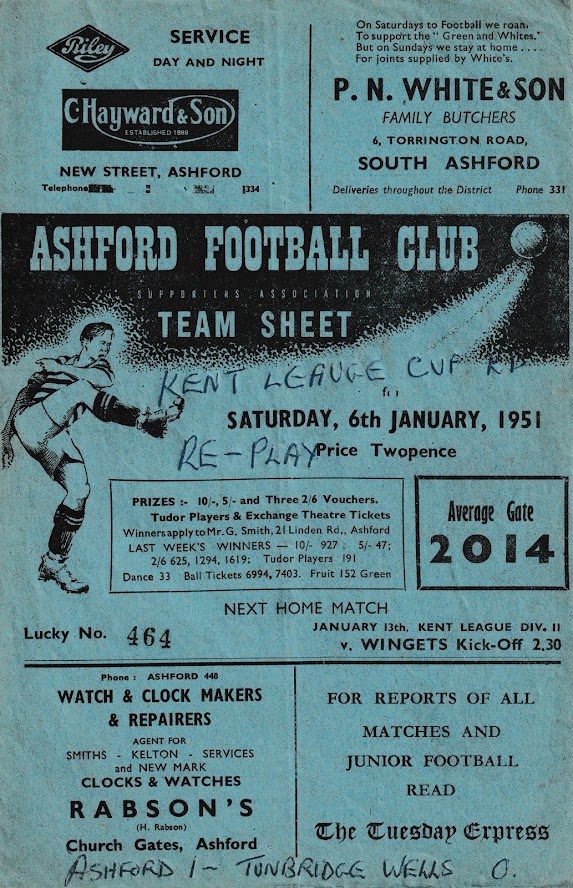 Riley
SERVICE
DAY AND NIGHT
C. Hayward & Son
ESTABLISHED 1889
NEW STREET, ASHFORD
Telephone 1334
On Saturdays to Football we roan.
To support the "Green and Whites."
But on Sundays we stay at home ....
For joints supplied by White's.
P. N. WHITE & SON
FAMILY BUTCHERS
6, TORRINGTON ROAD,
SOUTH ASHFORD
Deliveries throughout the District Phone 331
ASHFORD FOOTBALL CLUB
SUPPORTERS ASSOCIATION
TEAM SHEET
KENT LEAUGE CUP
for
SATURDAY, 6th JANUARY, 1951
RE-PLAY Price Twopence
PRIZES :- 10/-, 5/- and Three 2/6 Vouchers.
Tudor Players & Exchange Theatre Tickets
Winners apply to Mr. G. Smith, 21 Linden Rd,, Ashford
LAST WEEK'S WINNERS — 10/- 927 ; 5/- 47;
2/6 625, 1294, 1619; Tudor Players 191
Dance 33 Ball Tickets 6994, 7403. Fruit 152 Green
Average Gate
2014
NEXT HOME MATCH
Lucky No. 464
JANUARY 13th, KENT LEAGUE DIV. II
v. WINGETS Kick-Off 2.30
Phone : ASHFORD 448
WATCH & CLOCK MAKERS
& REPAIRERS
AGENT FOR
SMITHS - KELTON - SERVICES
and NEW MARK
CLOCKS & WATCHES
RABSON'S
(H. Rabson)
Church Gates, Ashford
FOR REPORTS OF ALL
MATCHES AND
JUNIOR FOOTBALL
READ
The Tuesday Express
ASHFORD 1 - TUNBRIDGE WELLS 0.